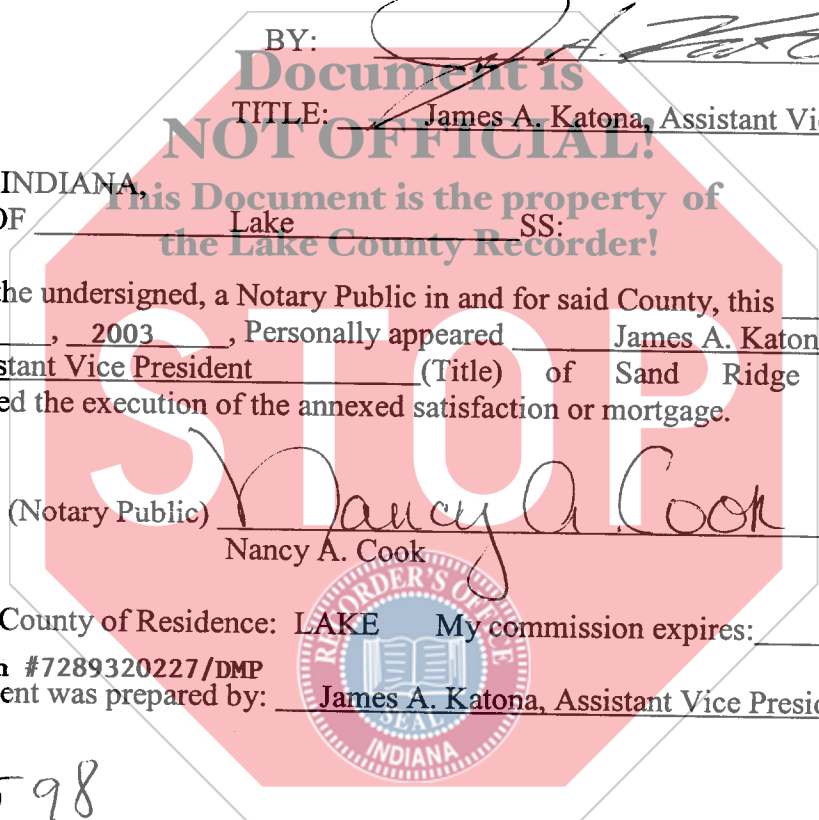 BY:
Document is
TITLE: James A. Katona, Assistant Vi
NOT OFFICIAL!
INDIANA,
This Document is the property of
OF Lake SS:
the Lake County Recorder!
the undersigned, a Notary Public in and for said County, this
, 2003, Personally appeared James A. Katon
stant Vice President (Title) of Sand Ridge
ed the execution of the annexed satisfaction or mortgage.
STOP
(Notary Public) Nancy A. Cook
Nancy A. Cook
RECORDER'S OFFICE
County of Residence: LAKE My commission expires:
n #7289320227/DMP
ent was prepared by: James A. Katona, Assistant Vice Presid
SEAL
INDIANA
98